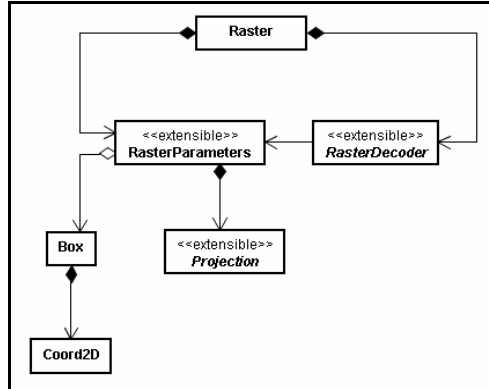 Raster
<<extensible>>
RasterParameters
<<extensible>>
RasterDecoder
Box
<<extensible>>
Projection
Coord2D